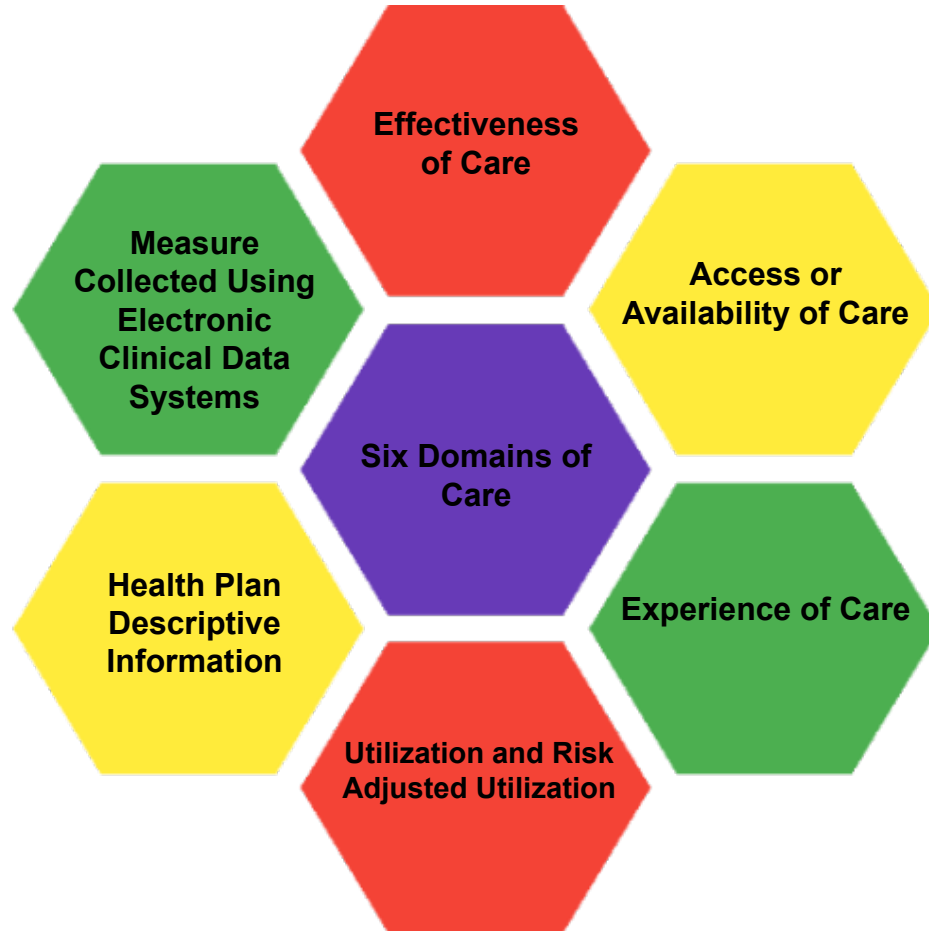 Effectiveness
of Care
Measure
Collected Using
Electronic
Clinical Data
Systems
Access or
Availability of Care
Six Domains of
Care
Health Plan
Descriptive
Information
Experience of Care
Utilization and Risk
Adjusted Utilization